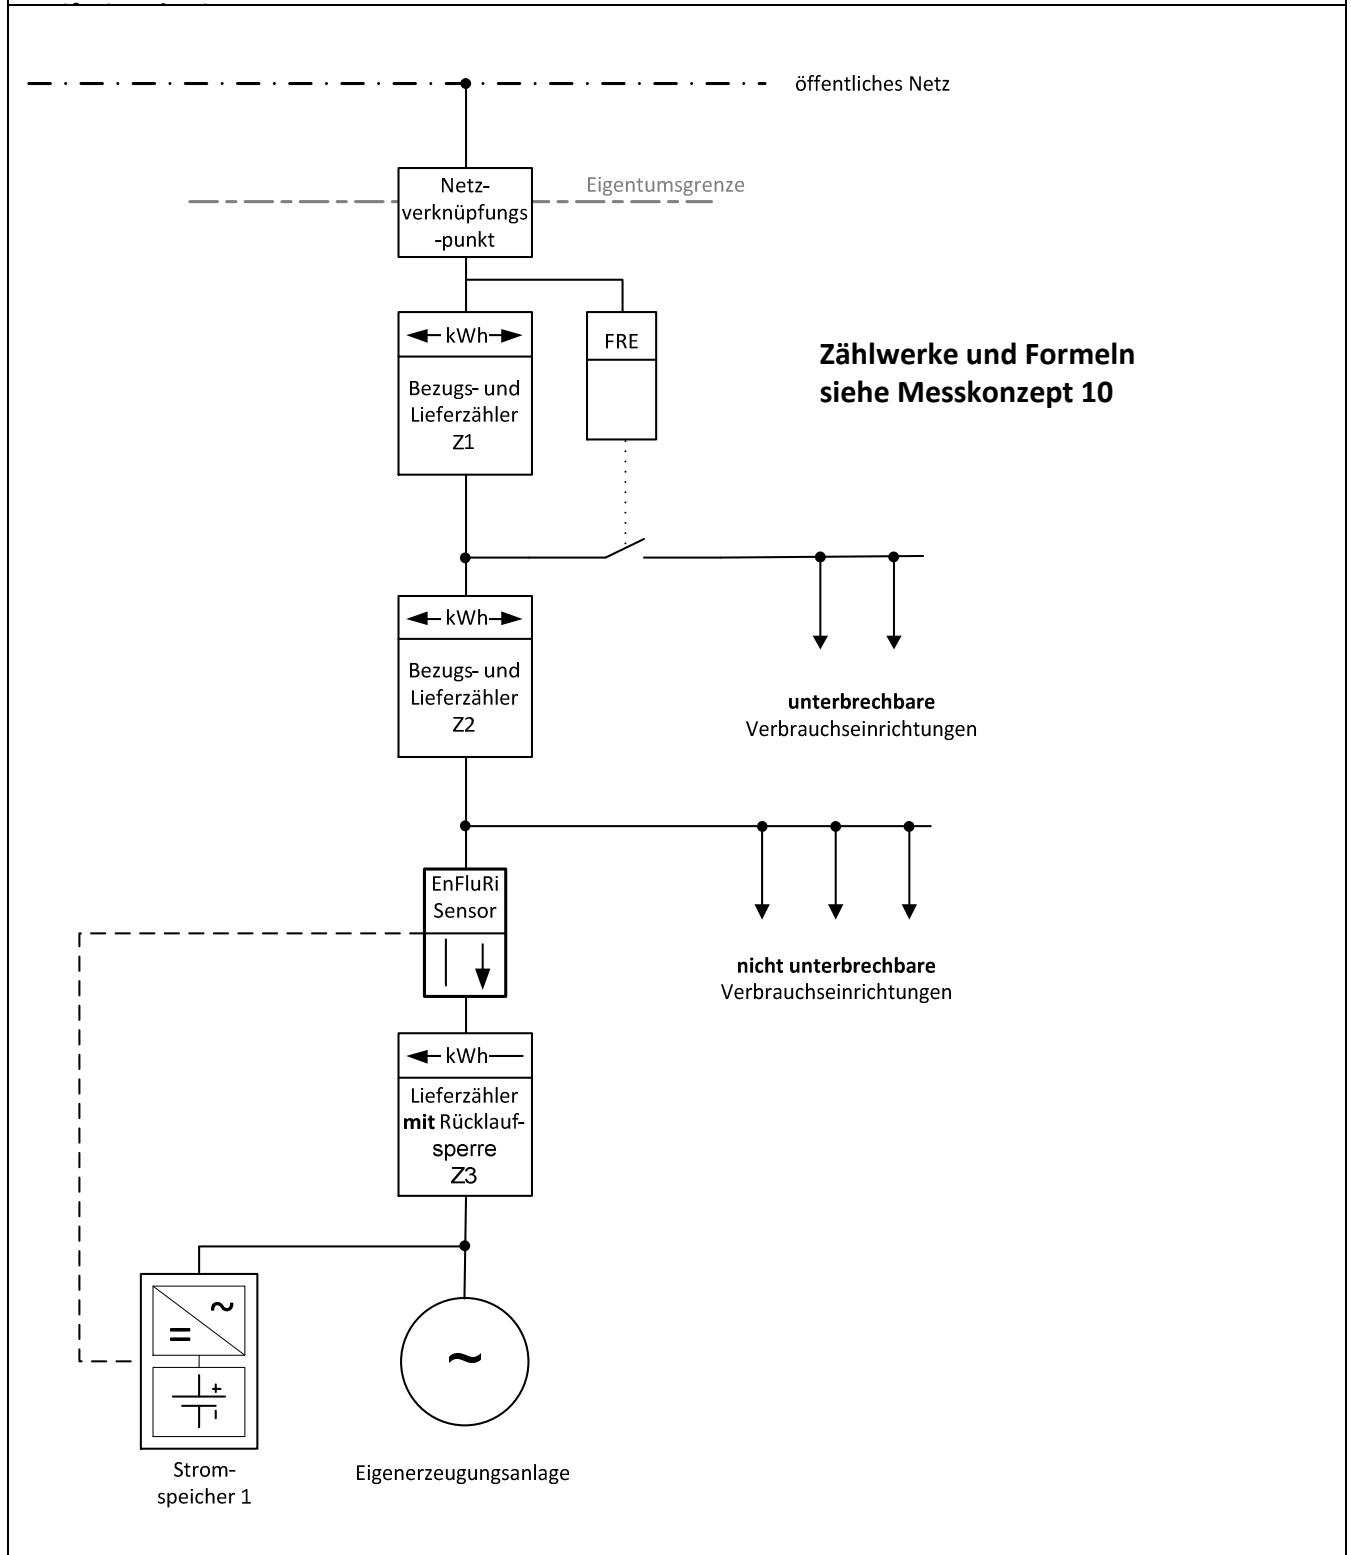 öffentliches Netz
Eigentumsgrenze
Netz-
verknüpfungs
-punkt
kWh
Bezugs- und
Lieferzähler
Z1
FRE
Zählwerke und Formeln
siehe Messkonzept 10
kWh
Bezugs- und
Lieferzähler
Z2
unterbrechbare
Verbrauchseinrichtungen
EnFluRi
Sensor
nicht unterbrechbare
Verbrauchseinrichtungen
kWh
Lieferzähler
mit Rücklauf-
sperre
Z3
Strom-
speicher 1
Eigenerzeugungsanlage